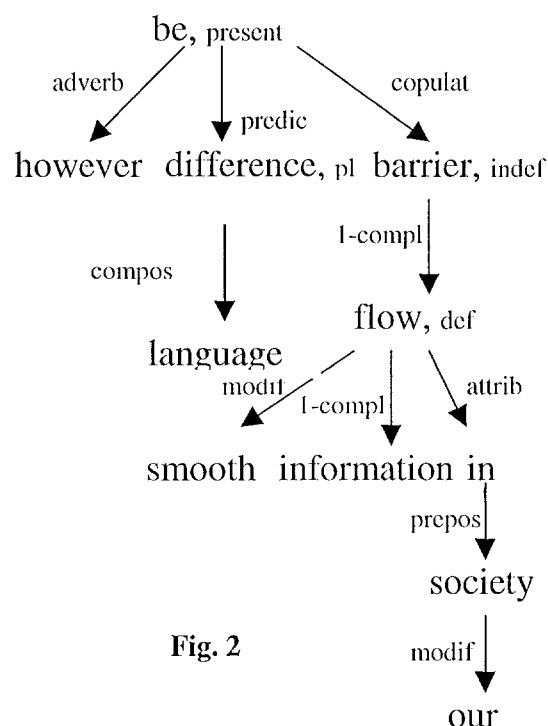 be, present
adverb copulat
predic
however difference, pl barrier, indef
1-compl
compos
flow, def
language
modif 1-compl attrib
smooth information in
prepos
society
Fig. 2 modif
our